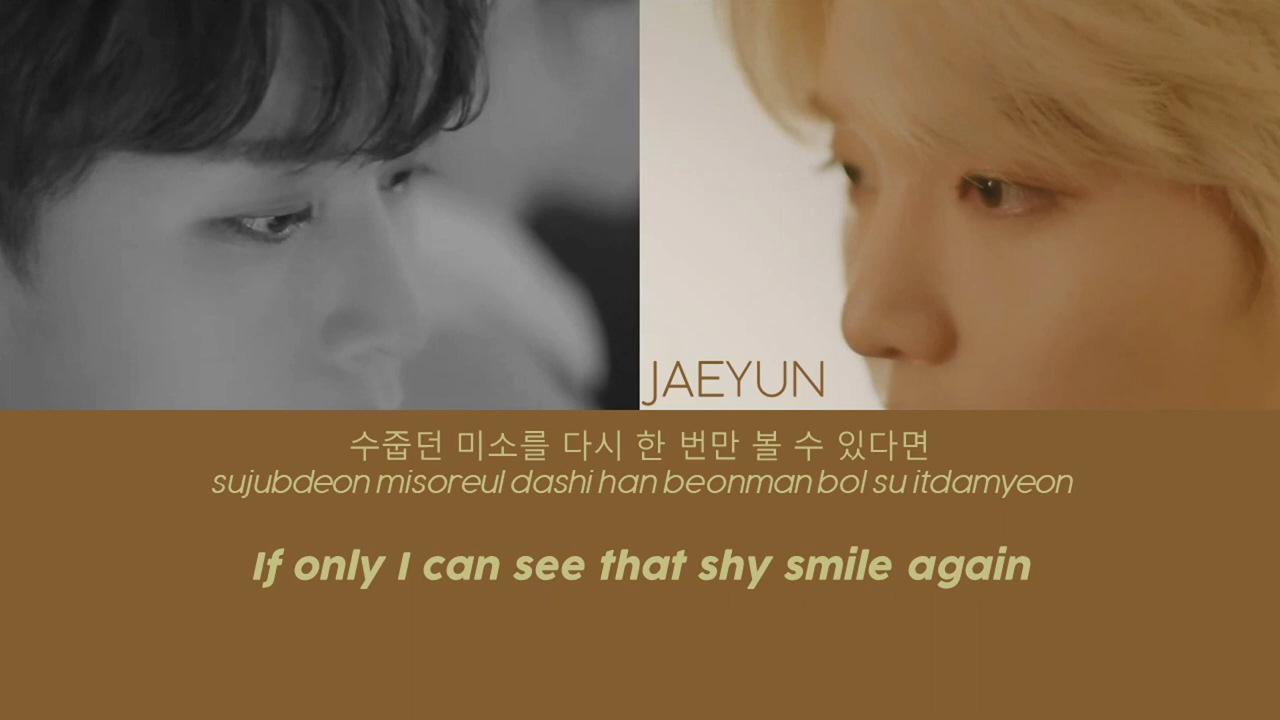 JAEYUN
수줍던 미소를 다시 한 번만 볼 수 있다면
sujubdeon misoreul dashi han beonman bol su itdamyeon
If only I can see that shy smile again